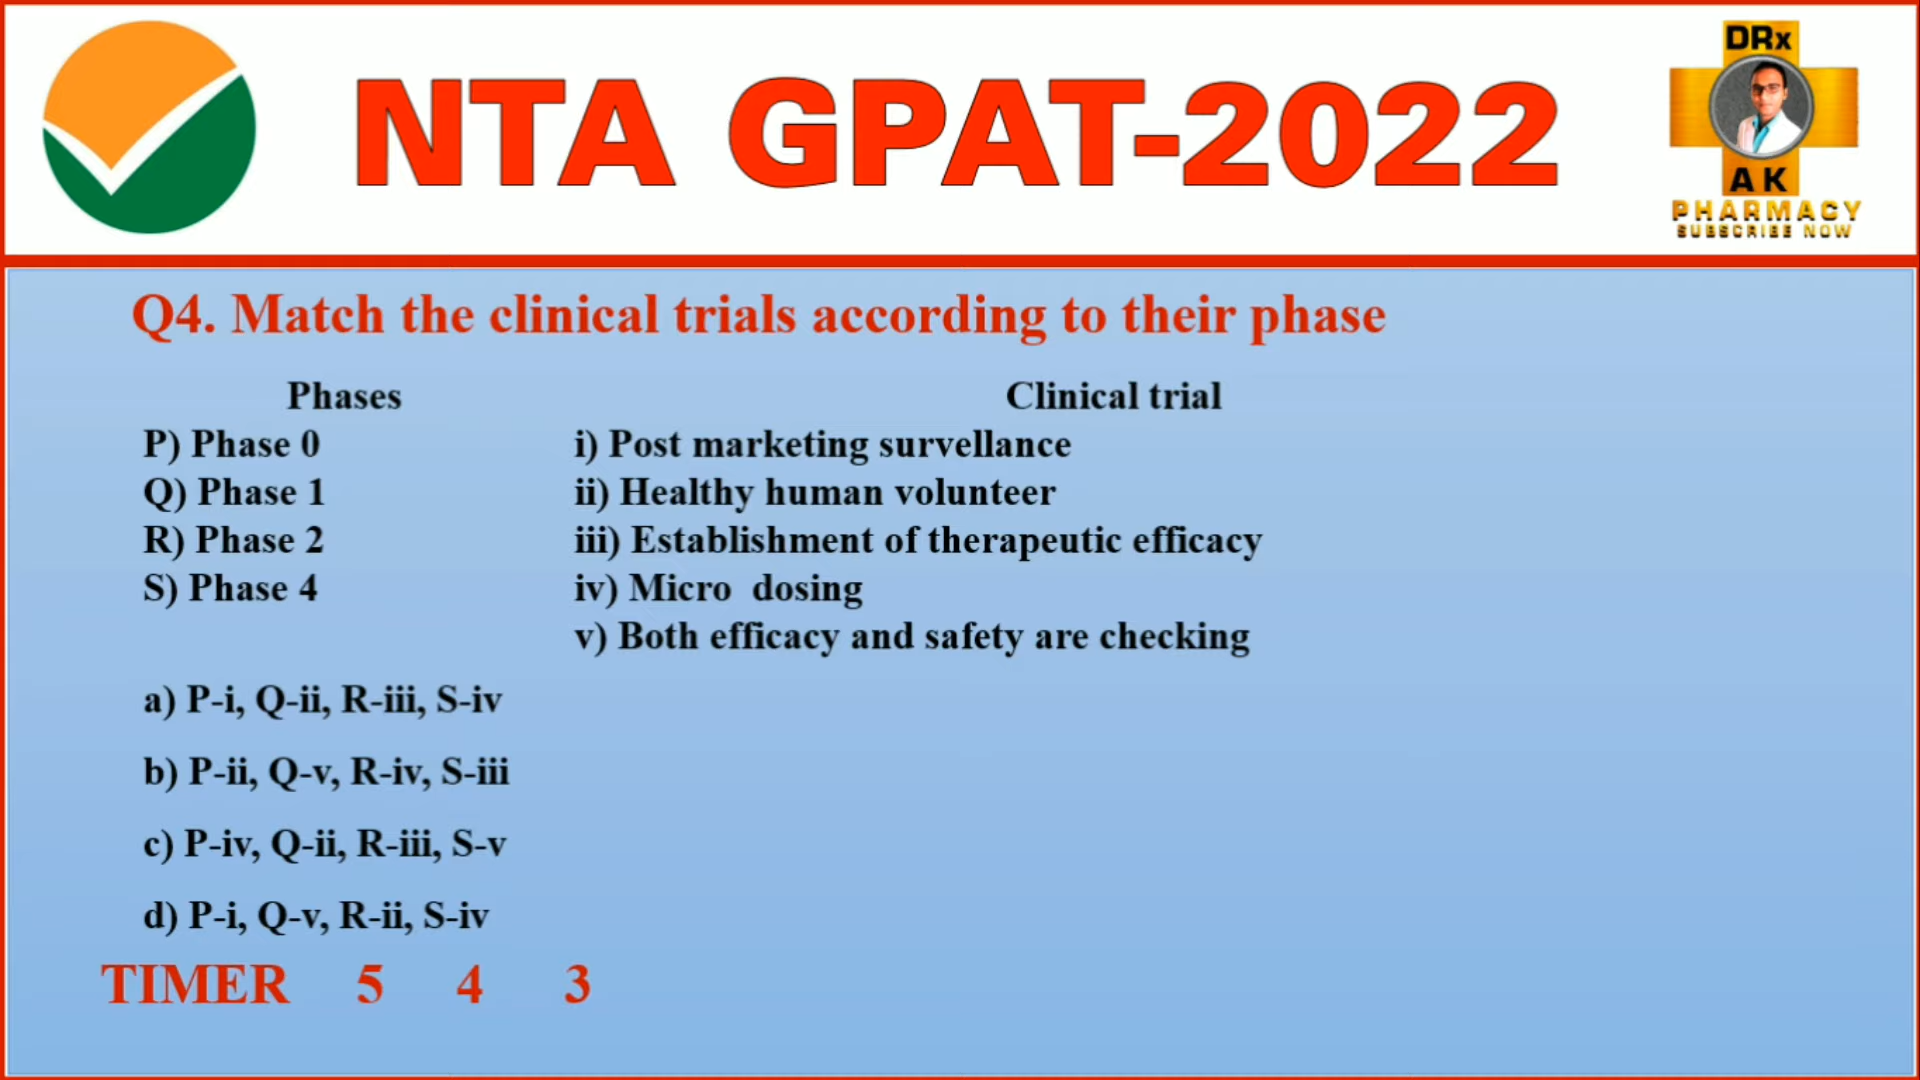 NTA GPAT-2022
DRx
AK
PHARMACY
SUBSCRIBE NOW
Q4. Match the clinical trials according to their phase
Phases Clinical trial
P) Phase 0 i) Post marketing survellance
Q) Phase 1 ii) Healthy human volunteer
R) Phase 2 iii) Establishment of therapeutic efficacy
S) Phase 4 iv) Micro dosing
v) Both efficacy and safety are checking
a) P-i, Q-ii, R-iii, S-iv
b) P-ii, Q-v, R-iv, S-iii
c) P-iv, Q-ii, R-iii, S-v
d) P-i, Q-v, R-ii, S-iv
TIMER 5 4 3